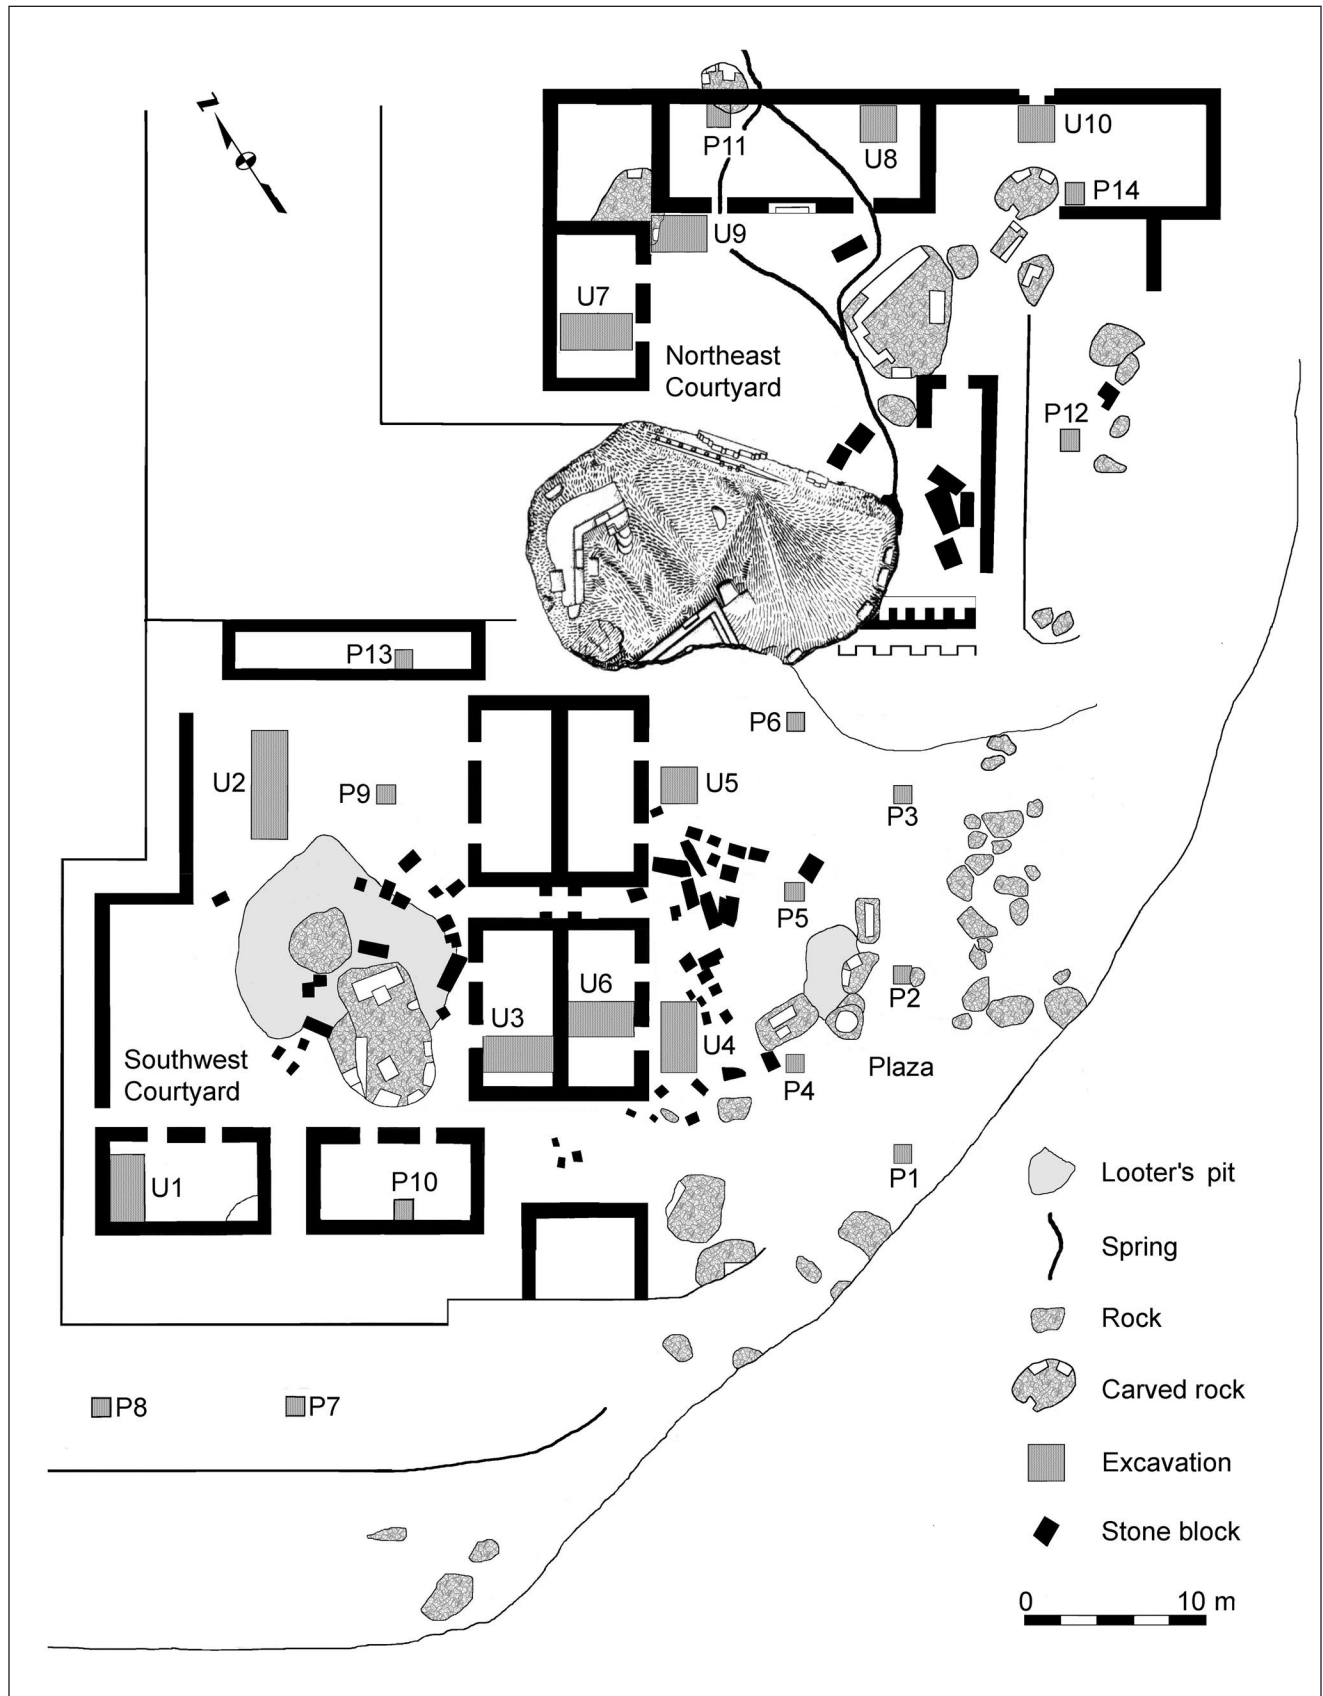 N
P11
U8
U10
P14
U9
U7
Northeast
Courtyard
P12
P13
P6
U2
P9
U5
P3
P5
P2
U6
U3
U4
Southwest
Courtyard
P4
Plaza
P1
U1
P10
Looter's pit
Spring
Rock
Carved rock
P8
P7
Excavation
Stone block
0 10 m